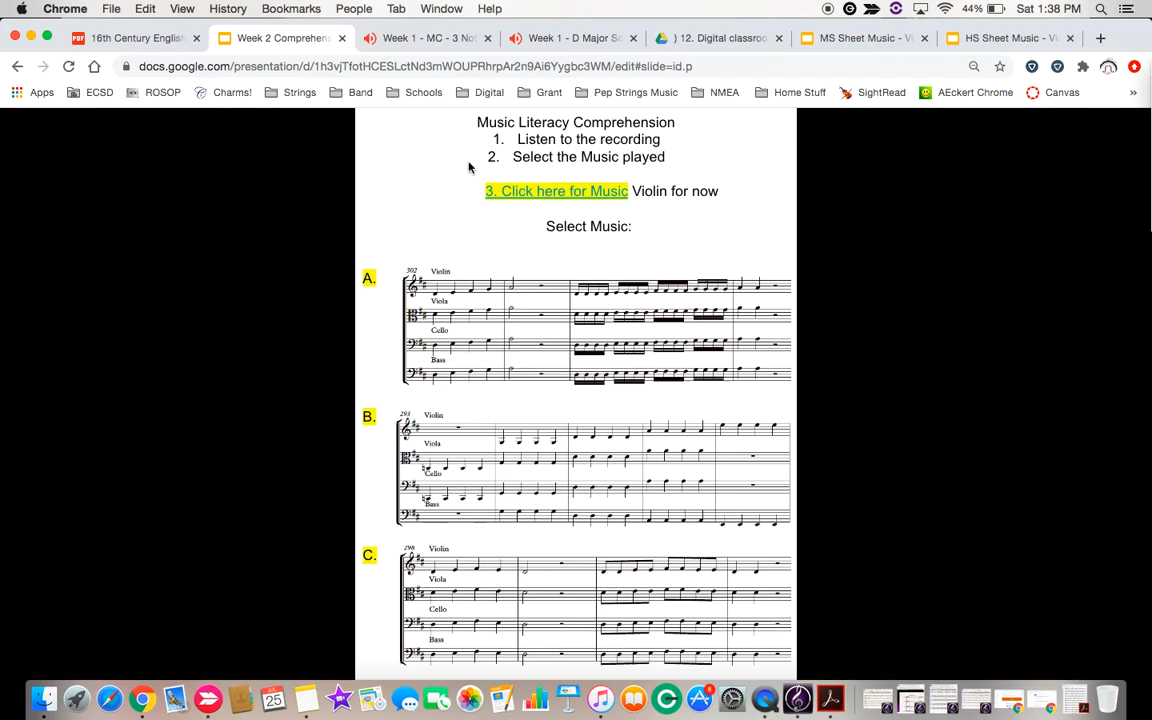 Chrome File Edit View History Bookmarks People Tab Window Help 44% Sat 1:38 PM
16th Century English Week 2 Comprehens Week 1 - MC - 3 No Week 1 - D Major Sc ) 12. Digital classroo MS Sheet Music - Vi HS Sheet Music - Vi
docs.google.com/presentation/d/1h3vjTfotHCESLctNd3mWOUPRhrpAr2n9Ai6Yygbc3WM/edit#slide=id.p
Apps ECSD ROSOP Charms! Strings Band Schools Digital Grant Pep Strings Music NMEA Home Stuff SightRead AEckert Chrome Canvas »
Music Literacy Comprehension
1. Listen to the recording
2. Select the Music played
3. Click here for Music Violin for now
Select Music:
A.
302
Violin
Viola
Cello
Bass
B.
293
Violin
Viola
Cello
Bass
C.
298
Violin
Viola
Cello
Bass
25